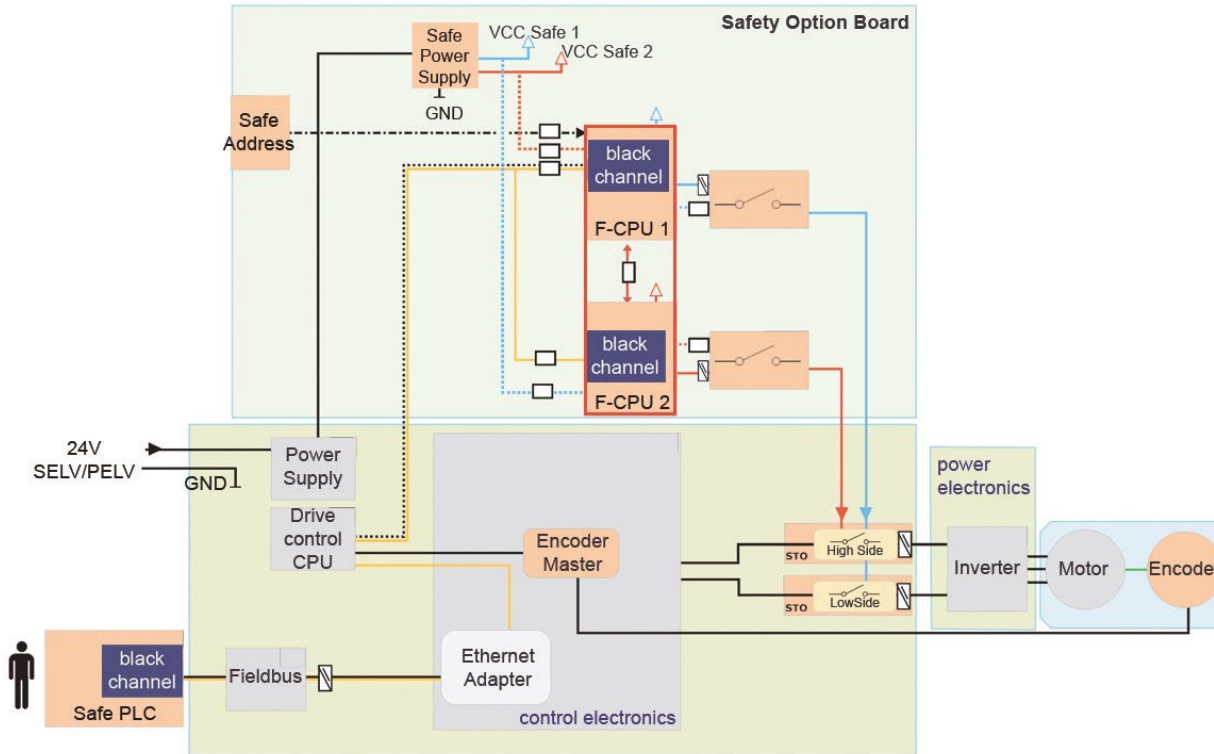 Safety Option Board
VCC Safe 1
VCC Safe 2
Safe
Power
Supply
GND
Safe
Address
black
channel
F-CPU 1
black
channel
F-CPU 2
24V
SELV/PELV
GND
Power
Supply
Drive
control
CPU
Encoder
Master
Ethernet
Adapter
control electronics
STO
High Side
STO
LowSide
power
electronics
Inverter
Motor
Encode
black
channel
Safe PLC
Fieldbus